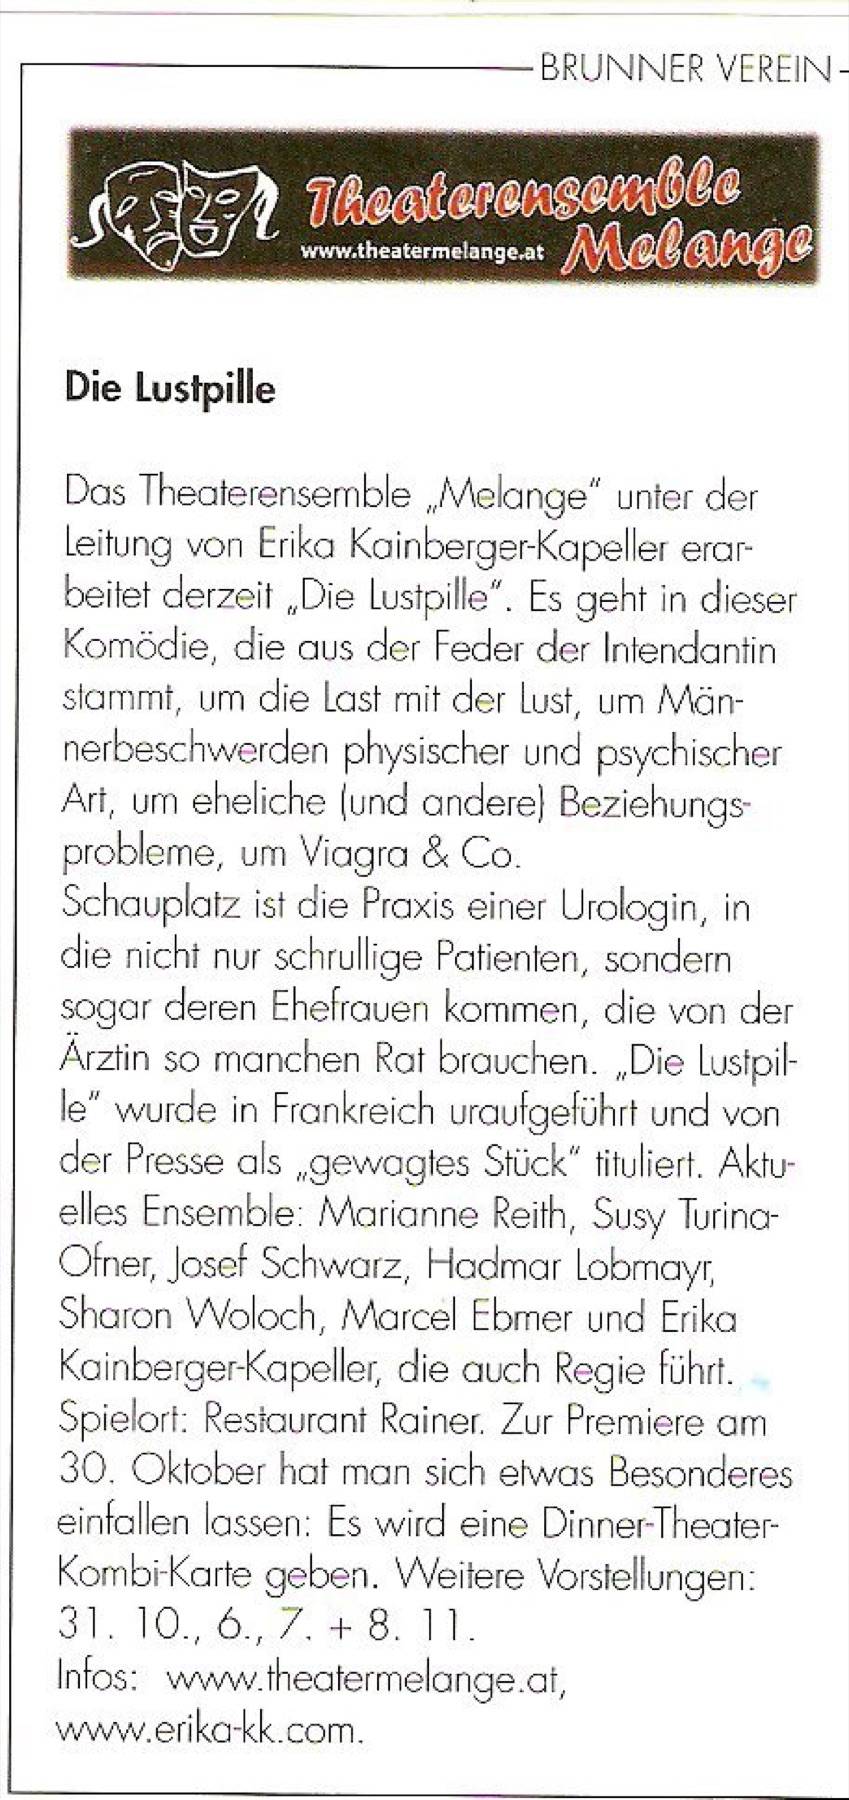 BRUNNER VEREIN
Theaterensemble
www.theatermelange.at Melange
Die Lustpille
Das Theaterensemble „Melange“ unter der
Leitung von Erika Kainberger-Kapeller erar-
beitet derzeit „Die Lustpille“. Es geht in dieser
Komödie, die aus der Feder der Intendantin
stammt, um die Last mit der Lust, um Män-
nerbeschwerden physischer und psychischer
Art, um eheliche (und andere) Beziehungs-
probleme, um Viagra & Co.
Schauplatz ist die Praxis einer Urologin, in
die nicht nur schrullige Patienten, sondern
sogar deren Ehefrauen kommen, die von der
Ärztin so manchen Rat brauchen. „Die Lustpil-
le“ wurde in Frankreich uraufgeführt und von
der Presse als „gewagtes Stück“ tituliert. Aktu-
elles Ensemble: Marianne Reith, Susy Turina-
Ofner, Josef Schwarz, Hadmar Lobmayr,
Sharon Woloch, Marcel Ebmer und Erika
Kainberger-Kapeller, die auch Regie führt.
Spielort: Restaurant Rainer. Zur Premiere am
30. Oktober hat man sich etwas Besonderes
einfallen lassen: Es wird eine Dinner-Theater-
Kombi-Karte geben. Weitere Vorstellungen:
31. 10., 6., 7. + 8. 11.
Infos: www.theatermelange.at,
www.erika-kk.com.